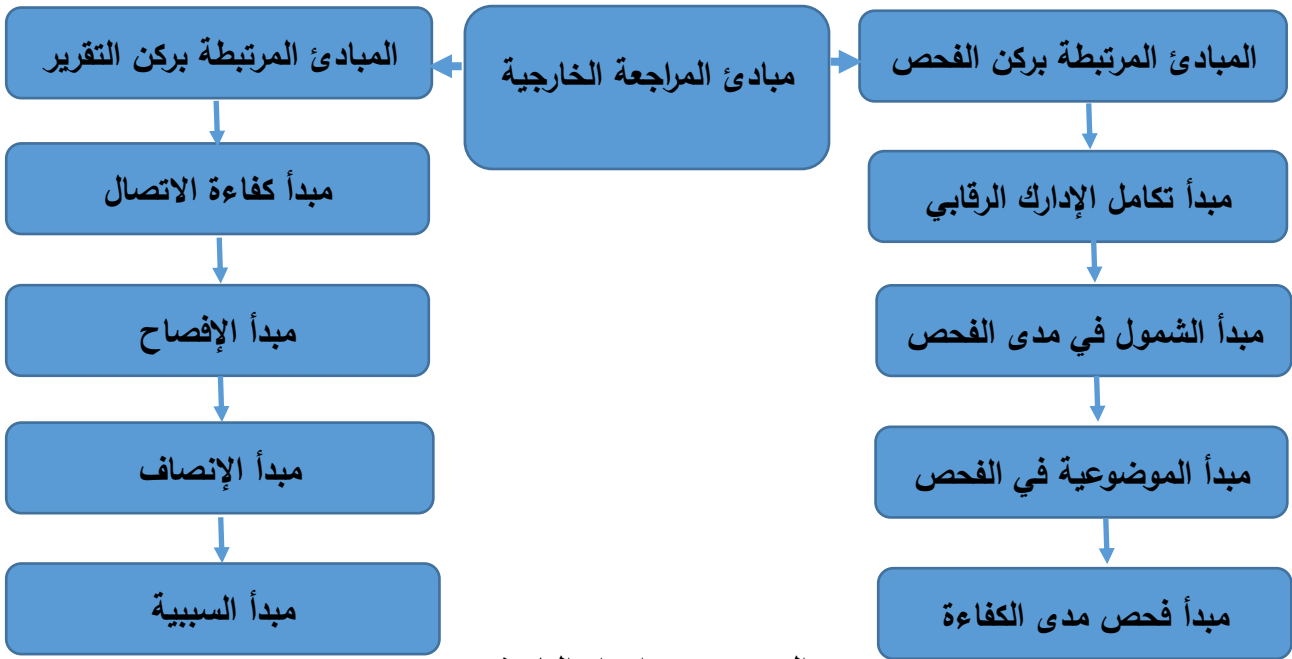 مبادئ المراجعة الخارجية
المبادئ المرتبطة بركن الفحص
مبدأ تكامل الإدارك الرقابي
مبدأ الشمول في مدى الفحص
مبدأ الموضوعية في الفحص
مبدأ فحص مدى الكفاءة
المبادئ المرتبطة بركن التقرير
مبدأ كفاءة الاتصال
مبدأ الإفصاح
مبدأ الإنصاف
مبدأ السببية